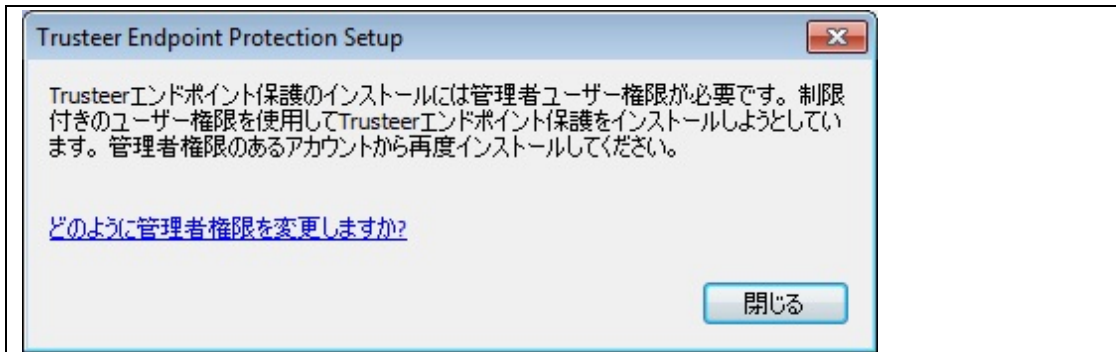 Trusteer Endpoint Protection Setup
Trusteerエンドポイント保護のインストールには管理者ユーザー権限が必要です。制限
付きのユーザー権限を使用してTrusteerエンドポイント保護をインストールしようとしてい
ます。管理者権限のあるアカウントから再度インストールしてください。
どのように管理者権限を変更しますか?
閉じる